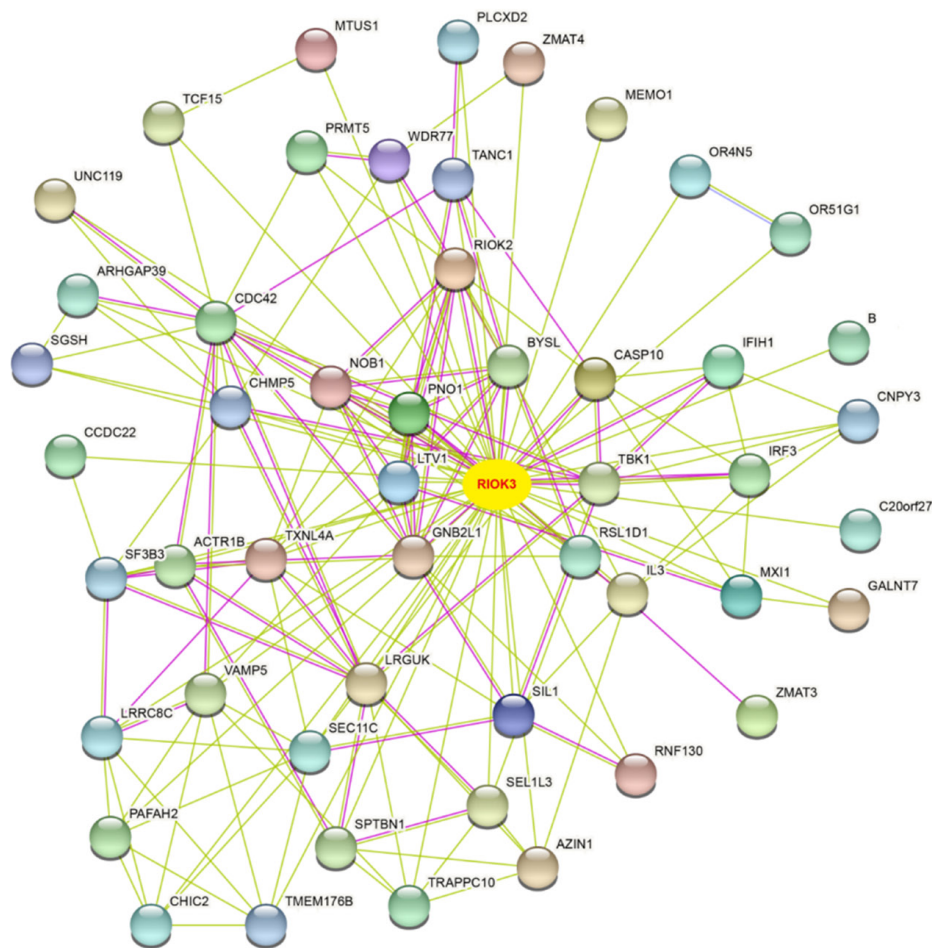 PLCXD2
MTUS1
ZMAT4
MEMO1
TCF15
PRMT5
WDR77
TANC1
OR4N5
UNC119
OR51G1
RIOK2
ARHGAP39
CDC42
B
SGSH
BYSL
CASP10
IFIH1
NOB1
CHMP5
PNO1
CNPY3
CCDC22
LTV1
TBK1
IRF3
RIOK3
C20orf27
SF3B3
ACTR1B
TXNL4A
GNB2L1
RSL1D1
IL3
MXI1
GALNT7
LRGUK
VAMP5
SIL1
ZMAT3
LRRC8C
SEC11C
RNF130
SEL1L3
PAFAH2
SPTBN1
AZIN1
TRAPPC10
CHIC2
TMEM176B